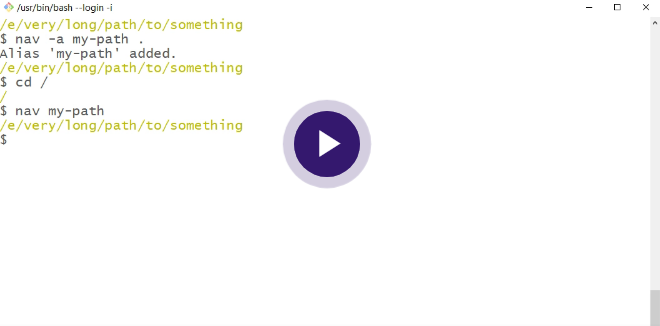 /usr/bin/bash --login -i
/e/very/long/path/to/something
$ nav -a my-path .
Alias 'my-path' added.
/e/very/long/path/to/something
$ cd /
/
$ nav my-path
/e/very/long/path/to/something
$